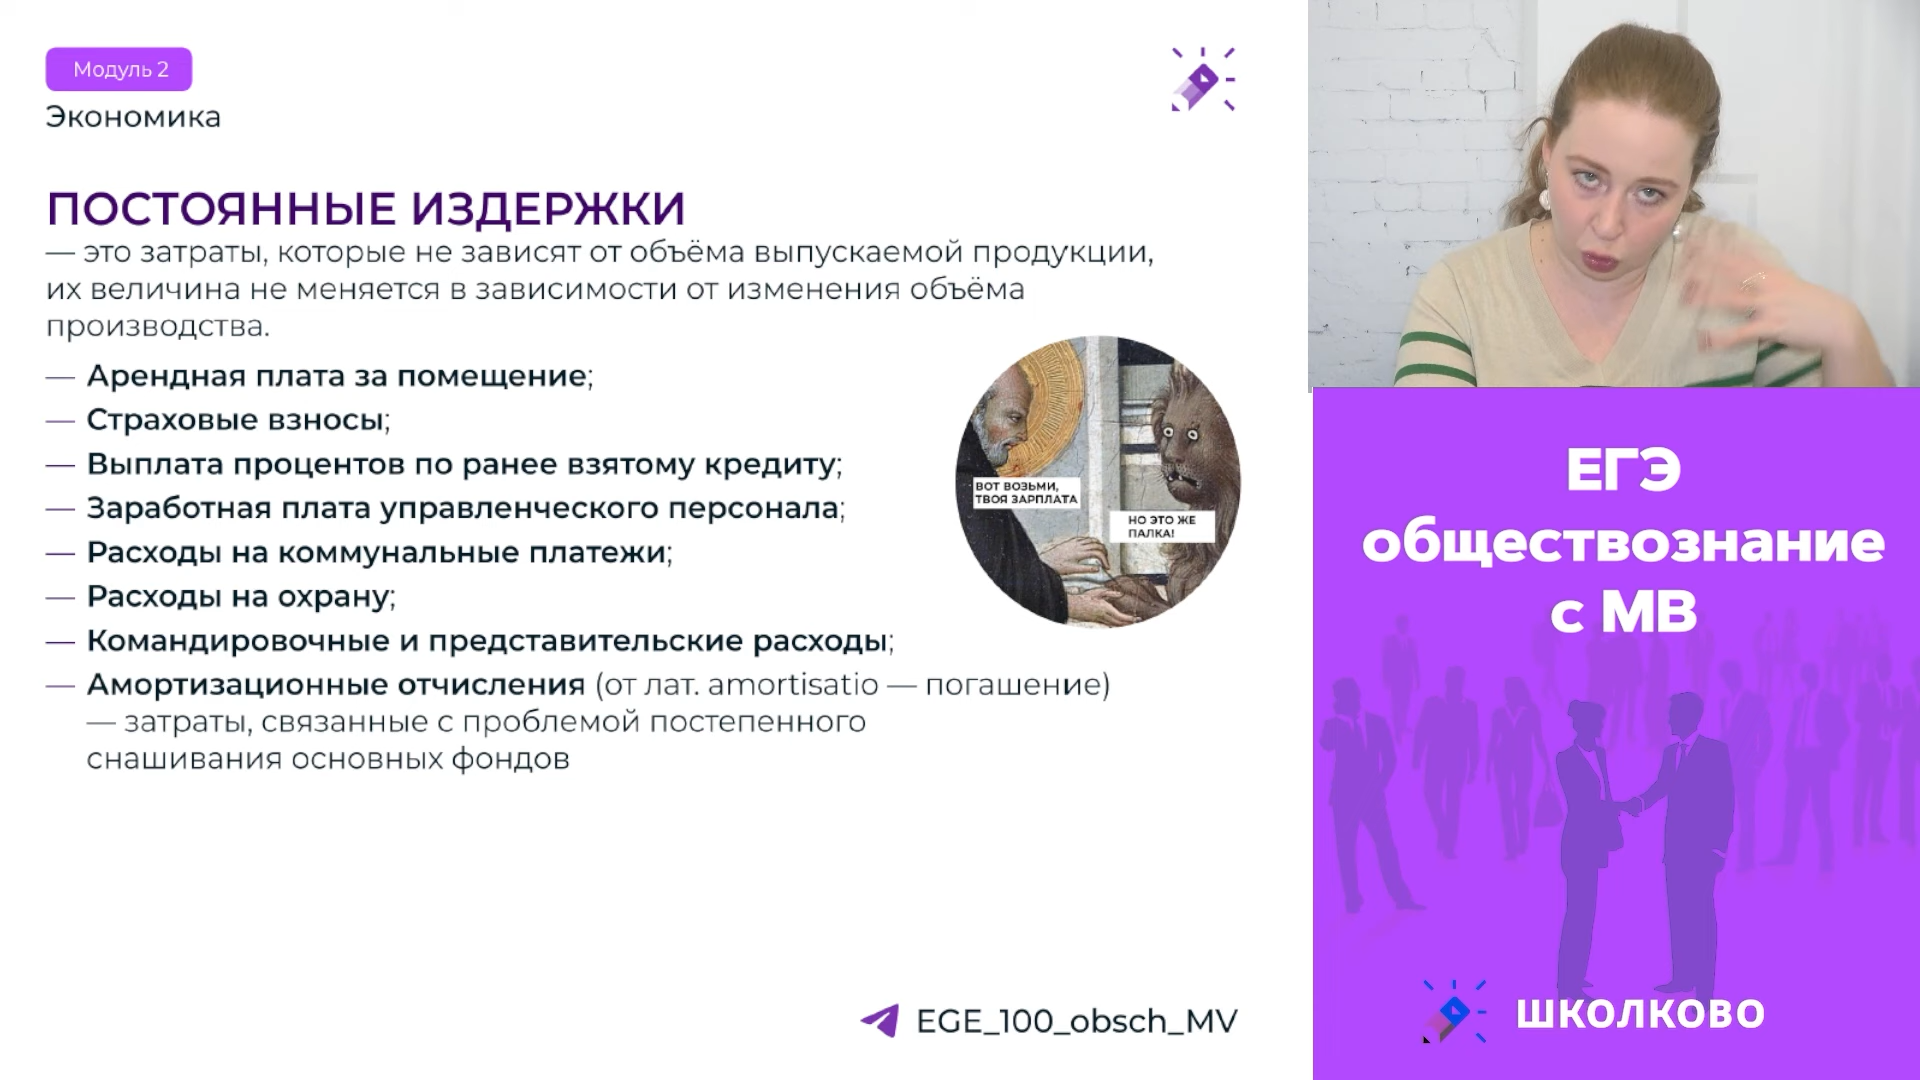 Модуль 2
Экономика
ПОСТОЯННЫЕ ИЗДЕРЖКИ
— это затраты, которые не зависят от объёма выпускаемой продукции,
их величина не меняется в зависимости от изменения объёма
производства.
— Арендная плата за помещение;
— Страховые взносы;
— Выплата процентов по ранее взятому кредиту;
— Заработная плата управленческого персонала;
— Расходы на коммунальные платежи;
— Расходы на охрану;
— Командировочные и представительские расходы;
— Амортизационные отчисления (от лат. amortisatio — погашение)
— затраты, связанные с проблемой постепенного
снашивания основных фондов
ВОТ ВОЗЬМИ,
ТВОЯ ЗАРПЛАТА
НО ЭТО ЖЕ
ПАЛКА!
EGE_100_obsch_MV
ЕГЭ
обществознание
с МВ
ШКОЛКОВО